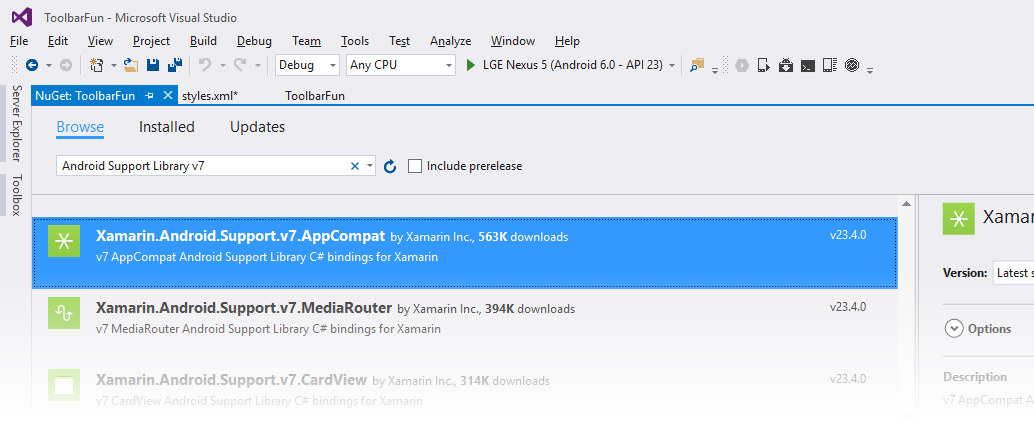 ToolbarFun - Microsoft Visual Studio
File Edit View Project Build Debug Team Tools Test Analyze Window Help
Debug Any CPU LGE Nexus 5 (Android 6.0 - API 23)
NuGet: ToolbarFun styles.xml* ToolbarFun
Server Explorer
Toolbox
Browse Installed Updates
Android Support Library v7 Include prerelease
Xamarin.Android.Support.v7.AppCompat by Xamarin Inc., 563K downloads v23.4.0
v7 AppCompat Android Support Library C# bindings for Xamarin
Xamarin.Android.Support.v7.MediaRouter by Xamarin Inc., 394K downloads v23.4.0
v7 MediaRouter Android Support Library C# bindings for Xamarin
Xamarin.Android.Support.v7.CardView by Xamarin Inc., 314K downloads v23.4.0
v7 CardView Android Support Library C# bindings for Xamarin
Xamar
Version: Latest s
Options
Description
v7 AppCompat A